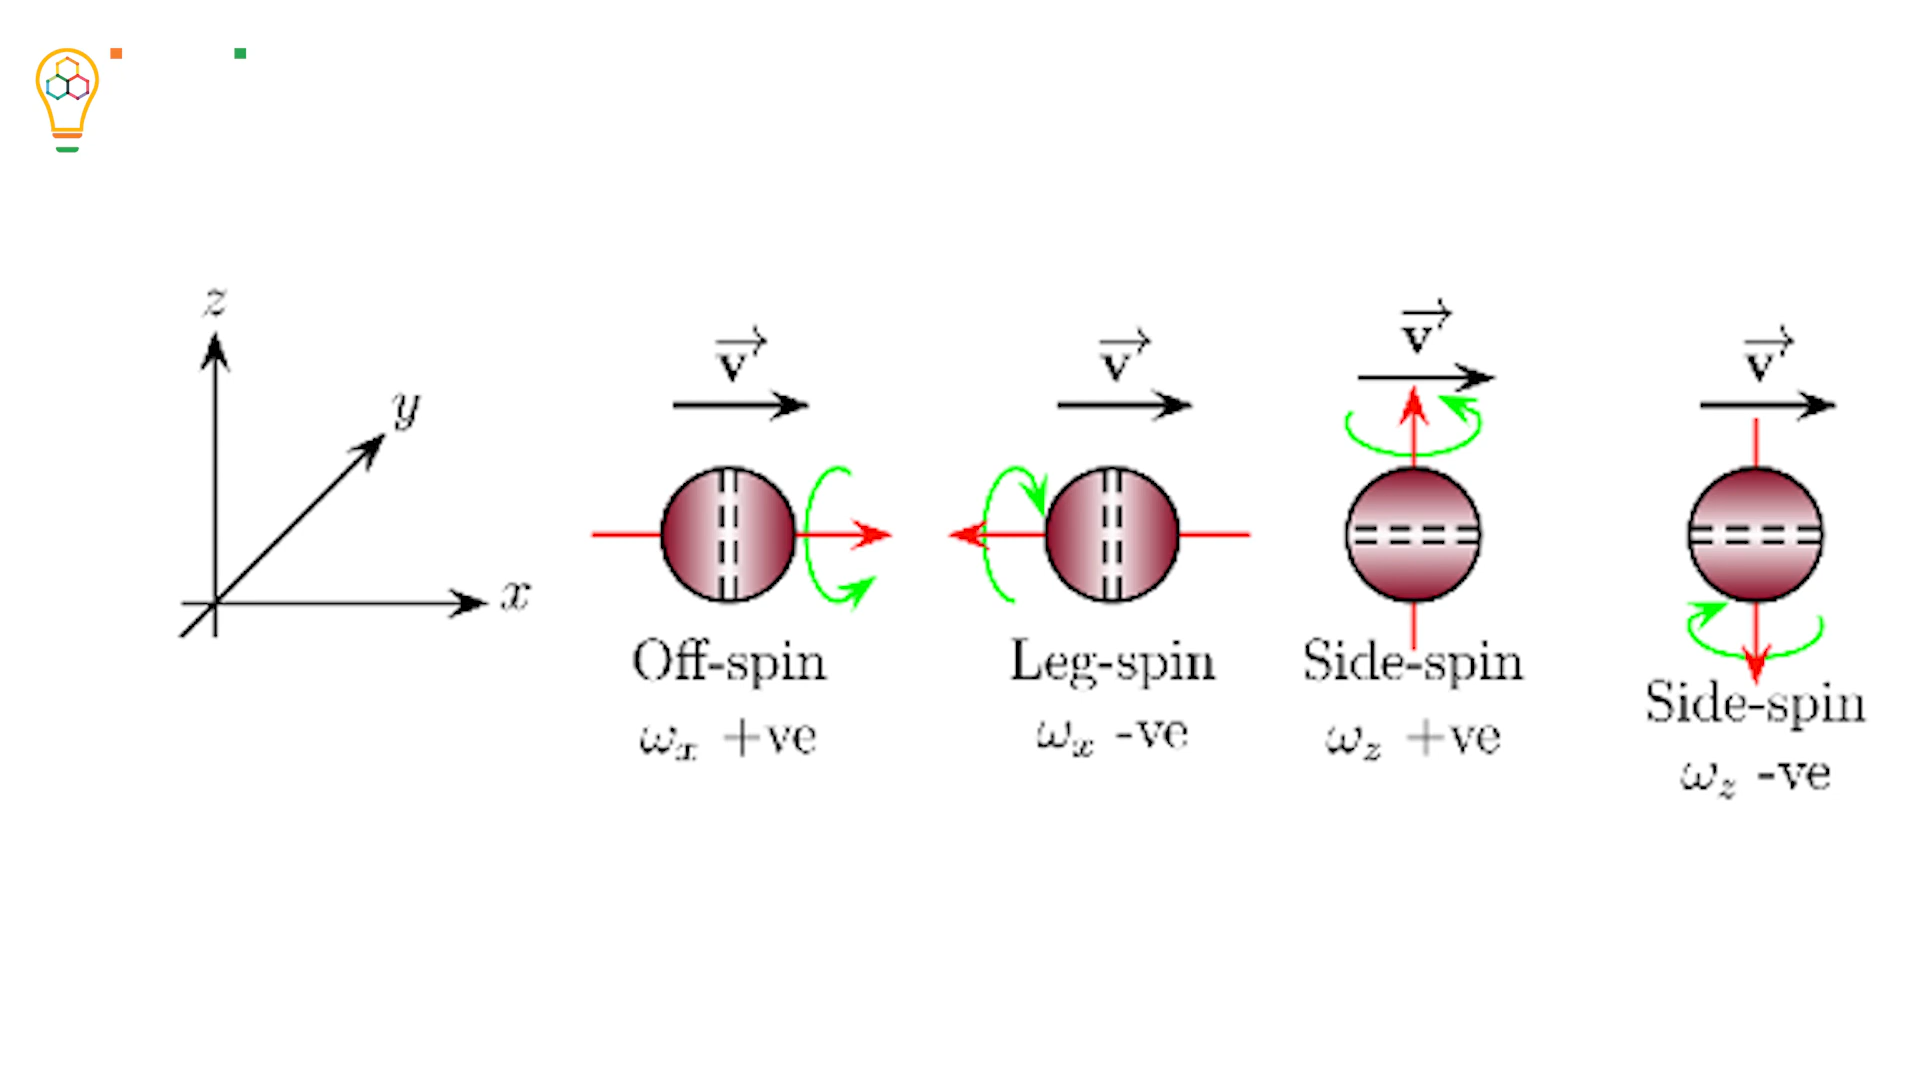 z
y
x
v
Off-spin
ωx +ve
v
Leg-spin
ωx -ve
v
Side-spin
ωz +ve
v
Side-spin
ωz -ve